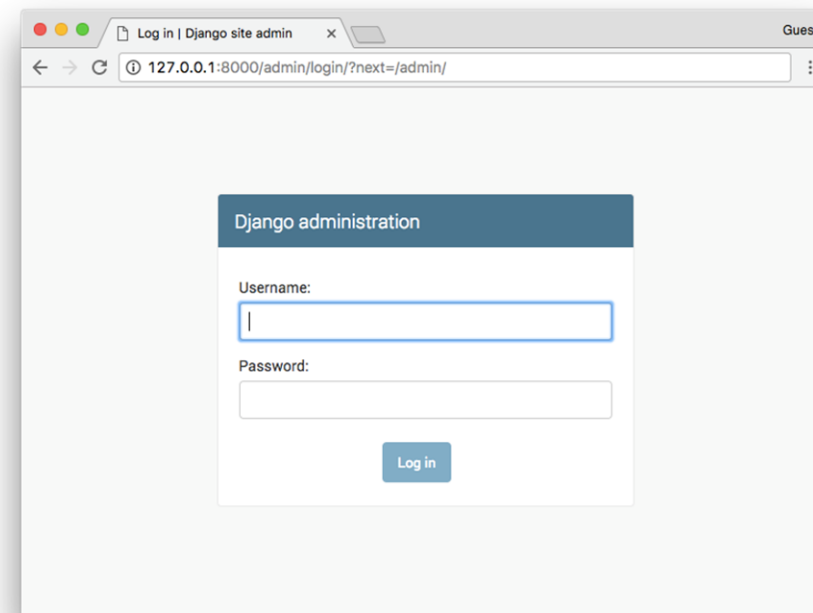 Log in | Django site admin
Gues
127.0.0.1:8000/admin/login/?next=/admin/
Django administration
Username:
Password:
Log in